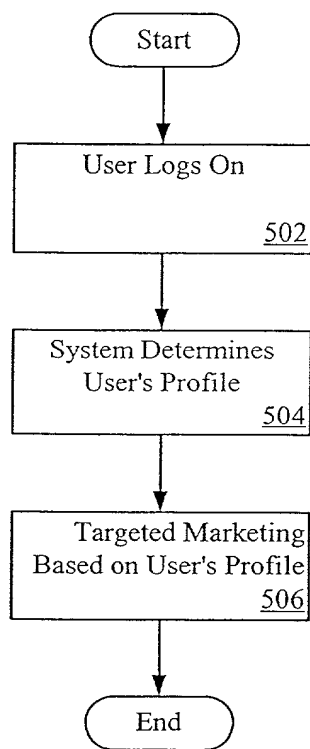 Start
User Logs On
502
System Determines
User's Profile
504
Targeted Marketing
Based on User's Profile
506
End